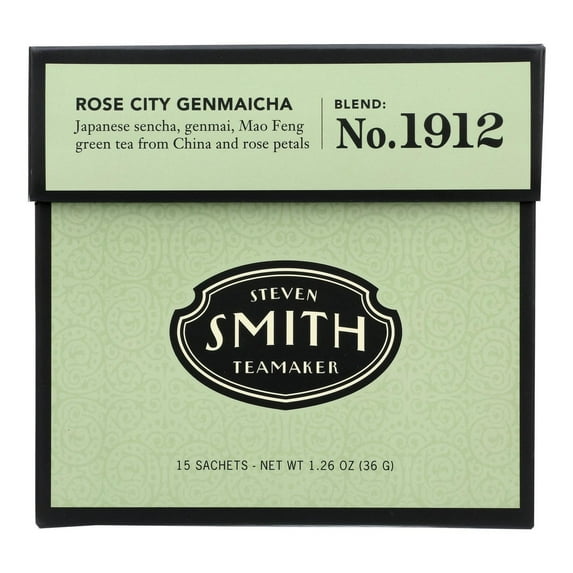 ROSE CITY GENMAICHA
Japanese sencha, genmai, Mao Feng
green tea from China and rose petals
BLEND:
No.1912
STEVEN
SMITH
TEAMAKER
15 SACHETS - NET WT 1.26 OZ (36 G)